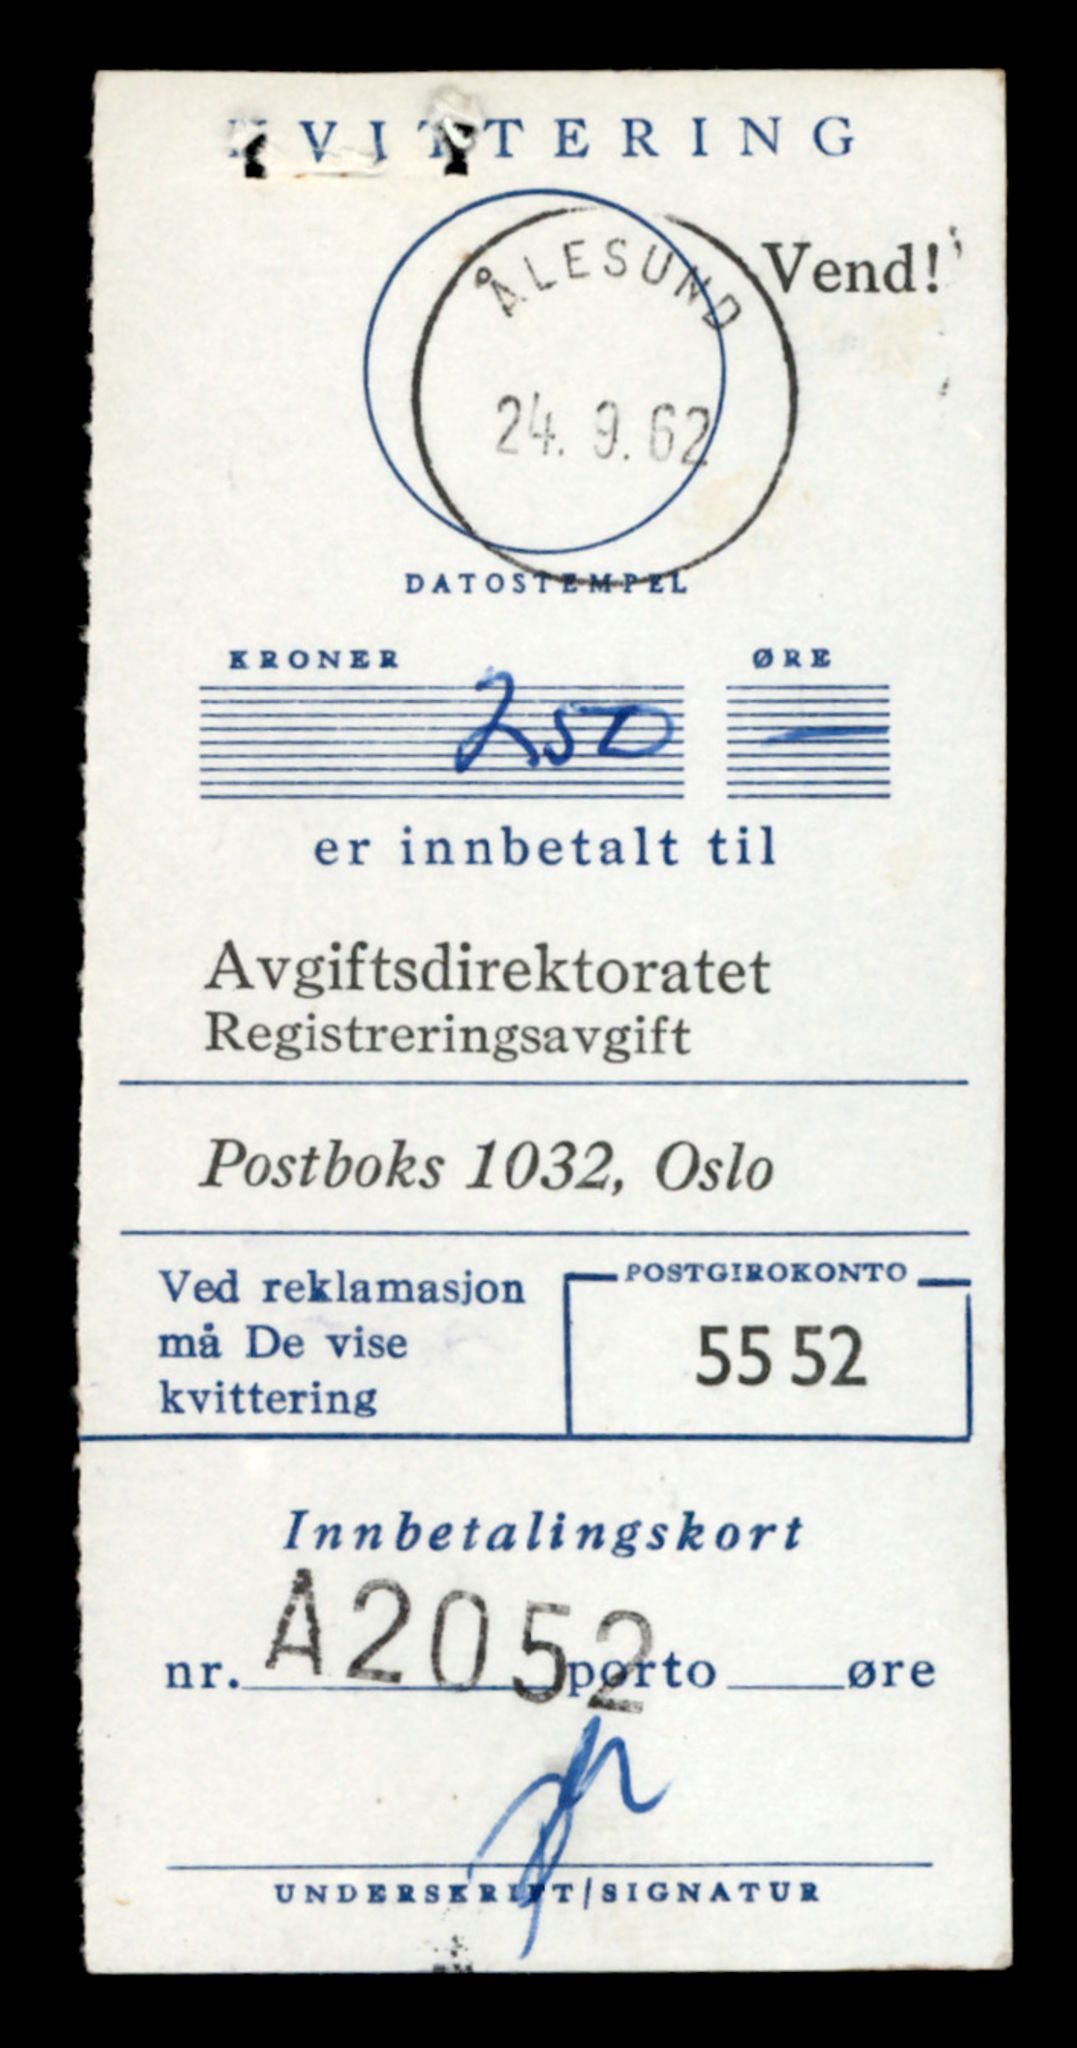 KVITTERING
ÅLESUND
Vend!
24. 9. 62
DATOSTEMPEL
KRONER ØRE
250 —
er innbetalt til
Avgiftsdirektoratet
Registreringsavgift
Postboks 1032, Oslo
Ved reklamasjon
må De vise
kvittering
POSTGIROKONTO
55 52
Innbetalingskort
nr. A2052 porto øre
UNDERSKRIFT/SIGNATUR